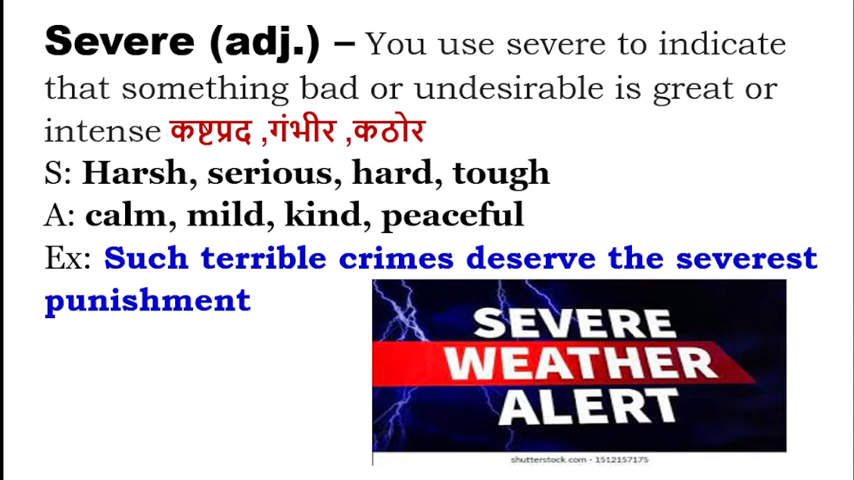 Severe (adj.) – You use severe to indicate
that something bad or undesirable is great or
intense कष्टप्रद ,गंभीर ,कठोर
S: Harsh, serious, hard, tough
A: calm, mild, kind, peaceful
Ex: Such terrible crimes deserve the severest
punishment
SEVERE
WEATHER
ALERT
shutterstock.com · 1512157175